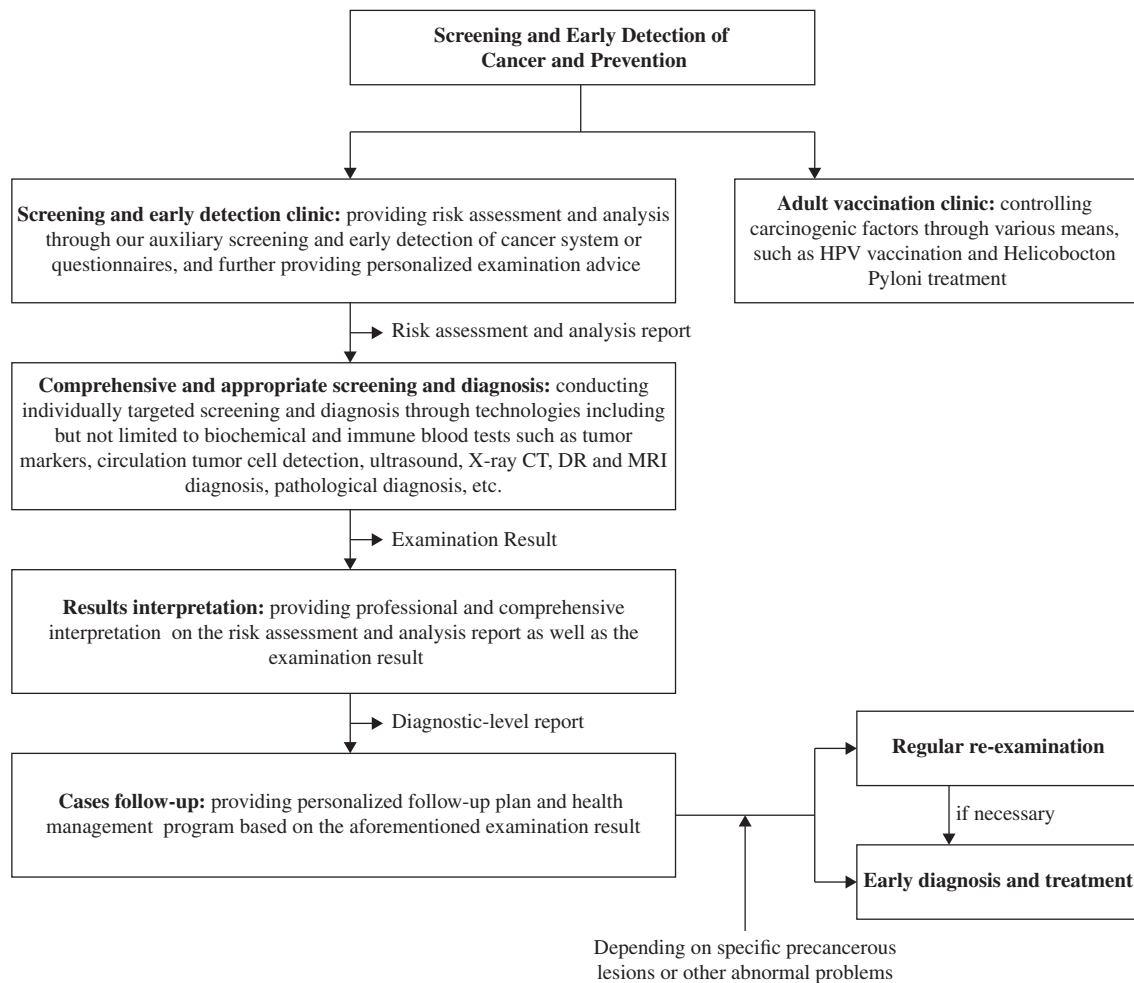 Screening and Early Detection of
Cancer and Prevention
Screening and early detection clinic: providing risk assessment and analysis
through our auxiliary screening and early detection of cancer system or
questionnaires, and further providing personalized examination advice
Adult vaccination clinic: controlling
carcinogenic factors through various means,
such as HPV vaccination and Helicobocton
Pyloni treatment
Risk assessment and analysis report
Comprehensive and appropriate screening and diagnosis: conducting
individually targeted screening and diagnosis through technologies including
but not limited to biochemical and immune blood tests such as tumor
markers, circulation tumor cell detection, ultrasound, X-ray CT, DR and MRI
diagnosis, pathological diagnosis, etc.
Examination Result
Results interpretation: providing professional and comprehensive
interpretation on the risk assessment and analysis report as well as the
examination result
Diagnostic-level report
Cases follow-up: providing personalized follow-up plan and health
management program based on the aforementioned examination result
Regular re-examination
if necessary
Early diagnosis and treatment
Depending on specific precancerous
lesions or other abnormal problems